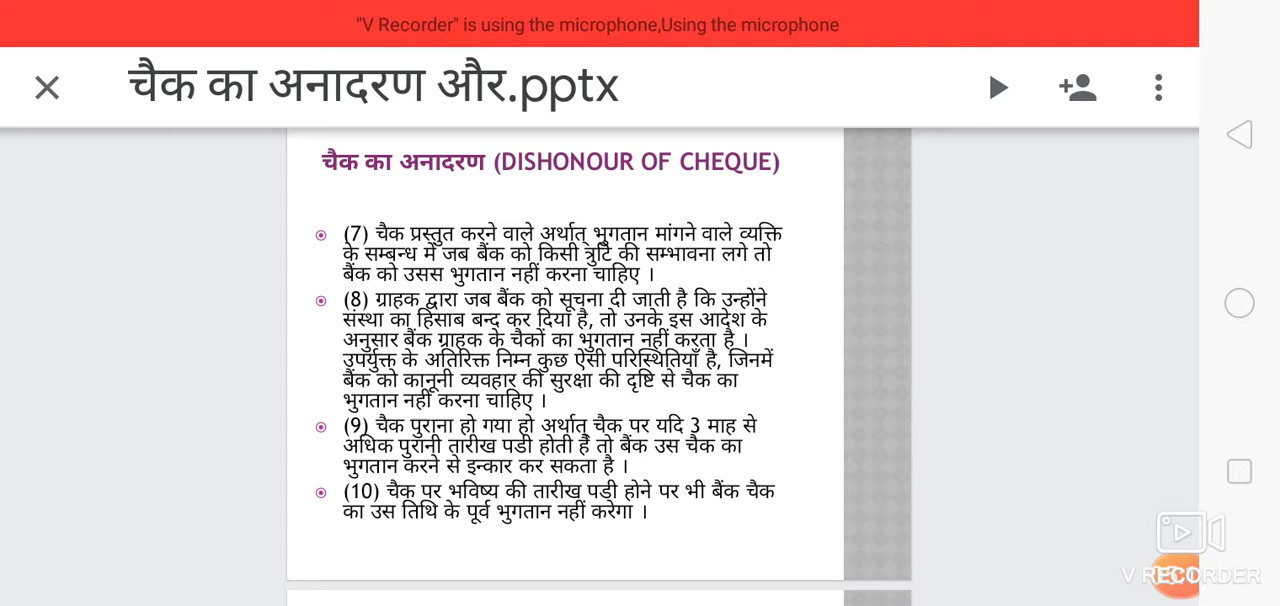 "V Recorder" is using the microphone,Using the microphone
चैक का अनादरण और.pptx
चैक का अनादरण (DISHONOUR OF CHEQUE)
(7) चैक प्रस्तुत करने वाले अर्थात् भुगतान मांगने वाले व्यक्ति
के सम्बन्ध में जब बैंक को किसी त्रुटि की सम्भावना लगे तो
बैंक को उसस भुगतान नहीं करना चाहिए ।
(8) ग्राहक द्वारा जब बैंक को सूचना दी जाती है कि उन्होंने
संस्था का हिसाब बन्द कर दिया है, तो उनके इस आदेश के
अनुसार बैंक ग्राहक के चैकों का भुगतान नहीं करता है ।
उपर्युक्त के अतिरिक्त निम्न कुछ ऐसी परिस्थितियाँ है, जिनमें
बैंक को कानूनी व्यवहार की सुरक्षा की दृष्टि से चैक का
भुगतान नहीं करना चाहिए ।
(9) चैक पुराना हो गया हो अर्थात् चैक पर यदि 3 माह से
अधिक पुरानी तारीख पडी होती है तो बैंक उस चैक का
भुगतान करने से इन्कार कर सकता है ।
(10) चैक पर भविष्य की तारीख पड़ी होने पर भी बैंक चैक
का उस तिथि के पूर्व भुगतान नहीं करेगा ।
V RECORDER